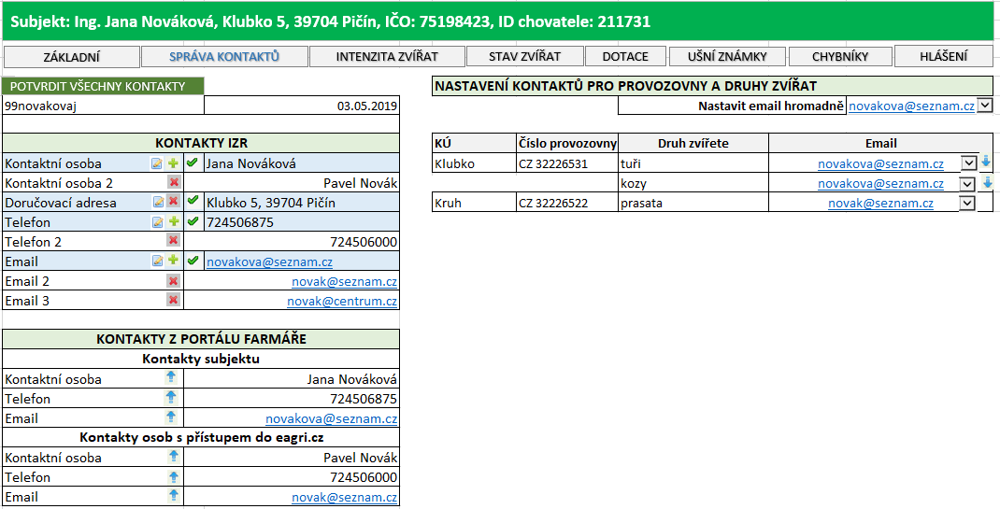 Subjekt: Ing. Jana Nováková, Klubko 5, 39704 Pičín, IČO: 75198423, ID chovatele: 211731
ZÁKLADNÍ SPRÁVA KONTAKTŮ INTENZITA ZVÍŘAT STAV ZVÍŘAT DOTACE UŠNÍ ZNÁMKY CHYBNÍKY HLÁŠENÍ
POTVRDIT VŠECHNY KONTAKTY
99novakovaj 03.05.2019
KONTAKTY IZR
Kontaktní osoba Jana Nováková
Kontaktní osoba 2 Pavel Novák
Doručovací adresa Klubko 5, 39704 Pičín
Telefon 724506875
Telefon 2 724506000
Email novakova@seznam.cz
Email 2 novak@seznam.cz
Email 3 novak@centrum.cz
KONTAKTY Z PORTÁLU FARMÁŘE
Kontakty subjektu
Kontaktní osoba Jana Nováková
Telefon 724506875
Email novakova@seznam.cz
Kontakty osob s přístupem do eagri.cz
Kontaktní osoba Pavel Novák
Telefon 724506000
Email novak@seznam.cz
NASTAVENÍ KONTAKTŮ PRO PROVOZOVNY A DRUHY ZVÍŘAT
Nastavit email hromadně novakova@seznam.cz
KÚ Číslo provozovny Druh zvířete Email
Klubko CZ 32226531 tuři novakova@seznam.cz
kozy novakova@seznam.cz
Kruh CZ 32226522 prasata novak@seznam.cz